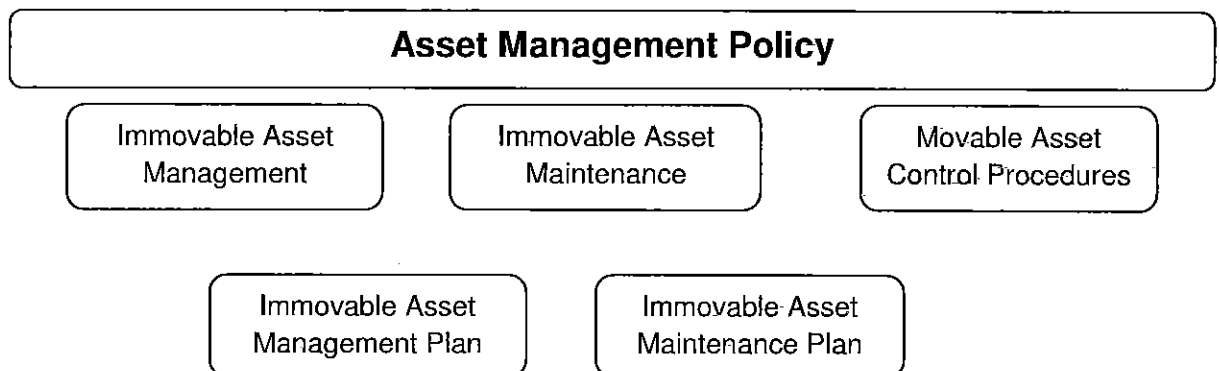 Asset Management Policy
Immovable Asset
Management
Immovable Asset
Maintenance
Movable Asset
Control Procedures
Immovable Asset
Management Plan
Immovable Asset
Maintenance Plan